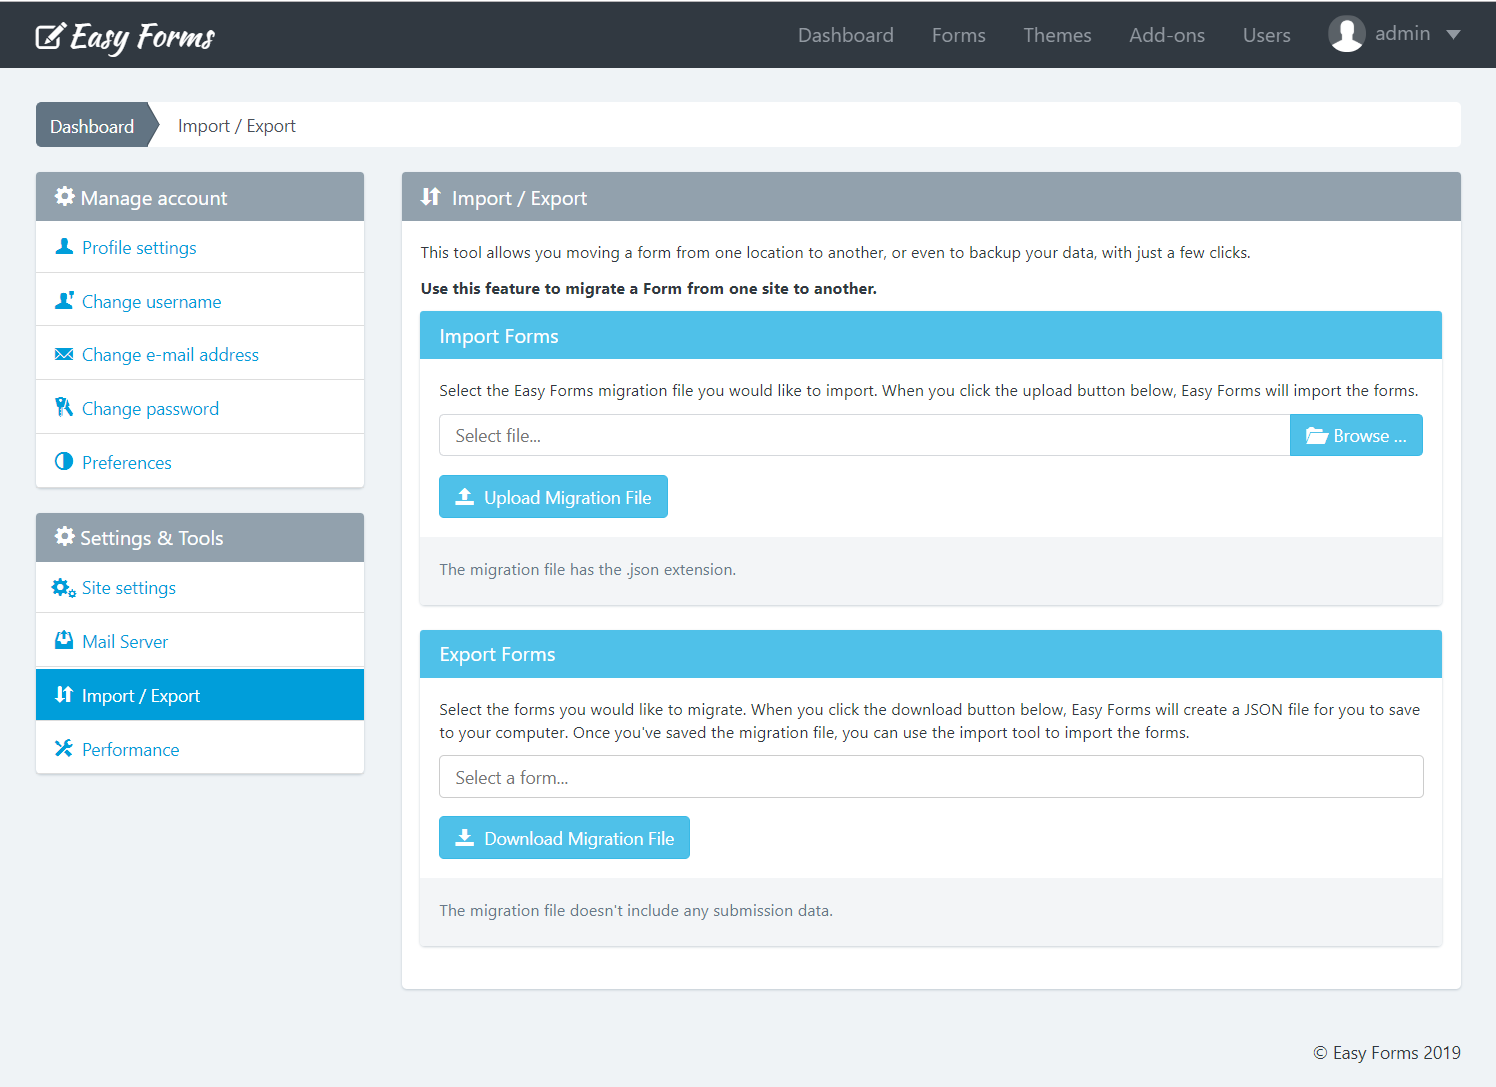 Easy Forms
Dashboard Forms Themes Add-ons Users admin
Dashboard Import / Export
Manage account
Profile settings
Change username
Change e-mail address
Change password
Preferences
Settings & Tools
Site settings
Mail Server
Import / Export
Performance
Import / Export
This tool allows you moving a form from one location to another, or even to backup your data, with just a few clicks.
Use this feature to migrate a Form from one site to another.
Import Forms
Select the Easy Forms migration file you would like to import. When you click the upload button below, Easy Forms will import the forms.
Select file...
Browse ...
Upload Migration File
The migration file has the .json extension.
Export Forms
Select the forms you would like to migrate. When you click the download button below, Easy Forms will create a JSON file for you to save
to your computer. Once you've saved the migration file, you can use the import tool to import the forms.
Select a form...
Download Migration File
The migration file doesn't include any submission data.
© Easy Forms 2019